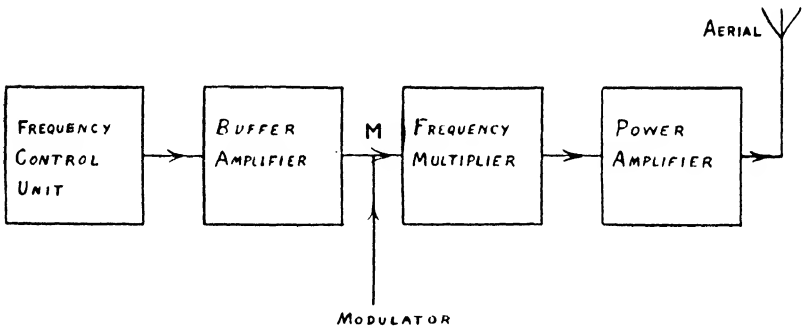 AERIAL
FREQUENCY
CONTROL
UNIT
BUFFER
AMPLIFIER
M
FREQUENCY
MULTIPLIER
POWER
AMPLIFIER
MODULATOR